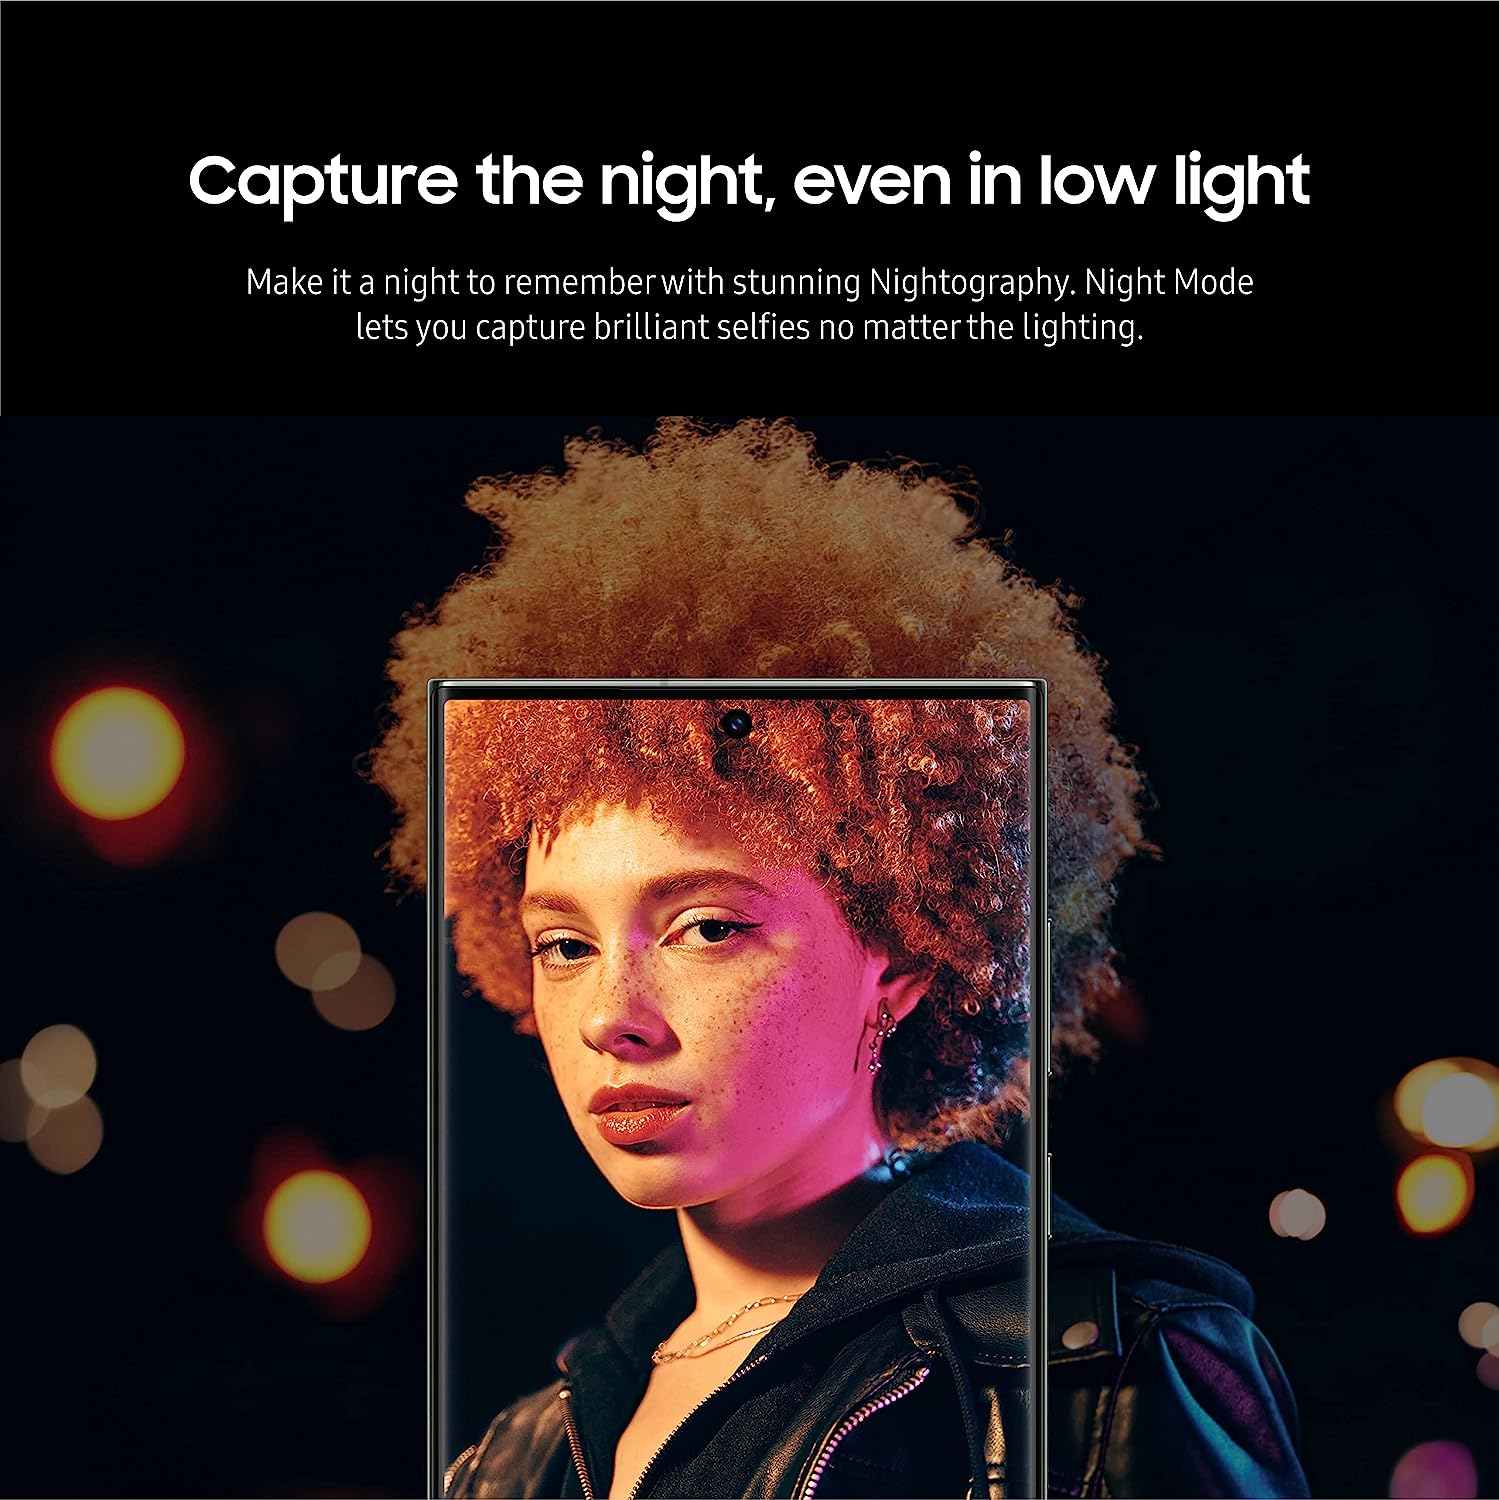 Capture the night, even in low light
Make it a night to remember with stunning Nightography. Night Mode
lets you capture brilliant selfies no matter the lighting.